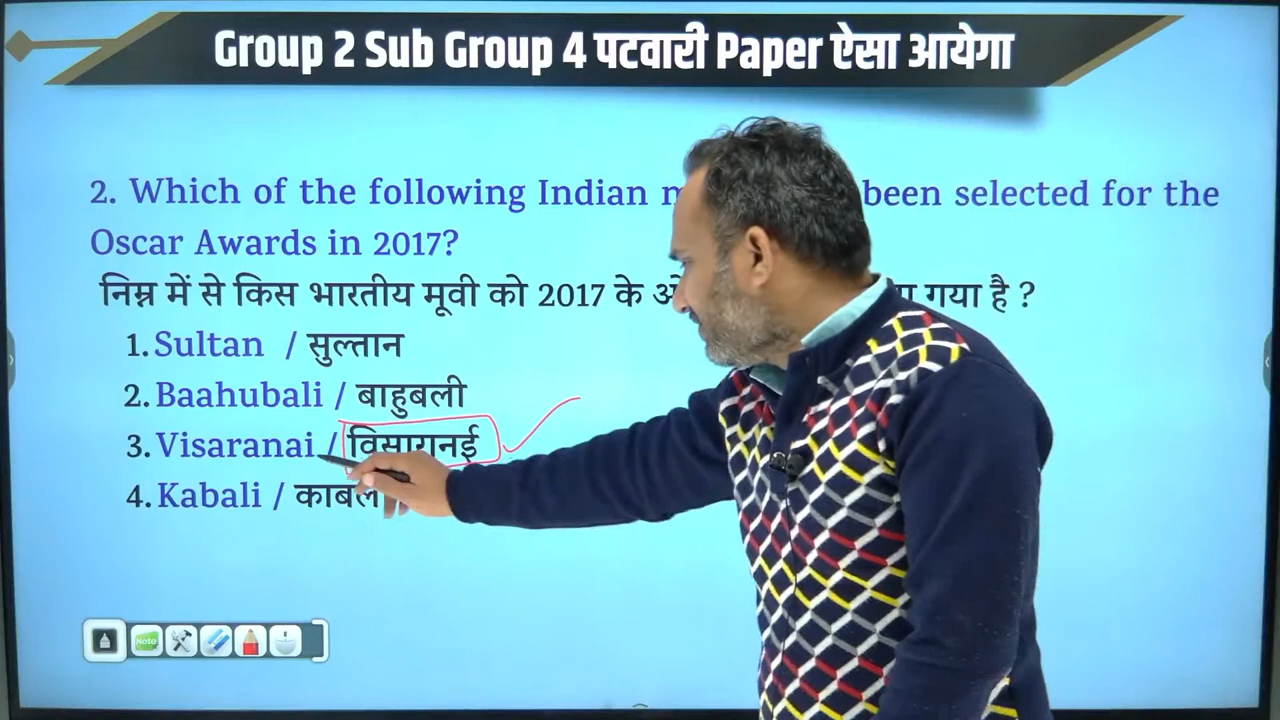 Group 2 Sub Group 4 पटवारी Paper ऐसा आयेगा
2. Which of the following Indian been selected for the
Oscar Awards in 2017?
निम्न में से किस भारतीय मूवी को 2017 के गया है ?
1. Sultan / सुल्तान
2. Baahubali / बाहुबली
3. Visaranai / विसारनई
4. Kabali /
Note